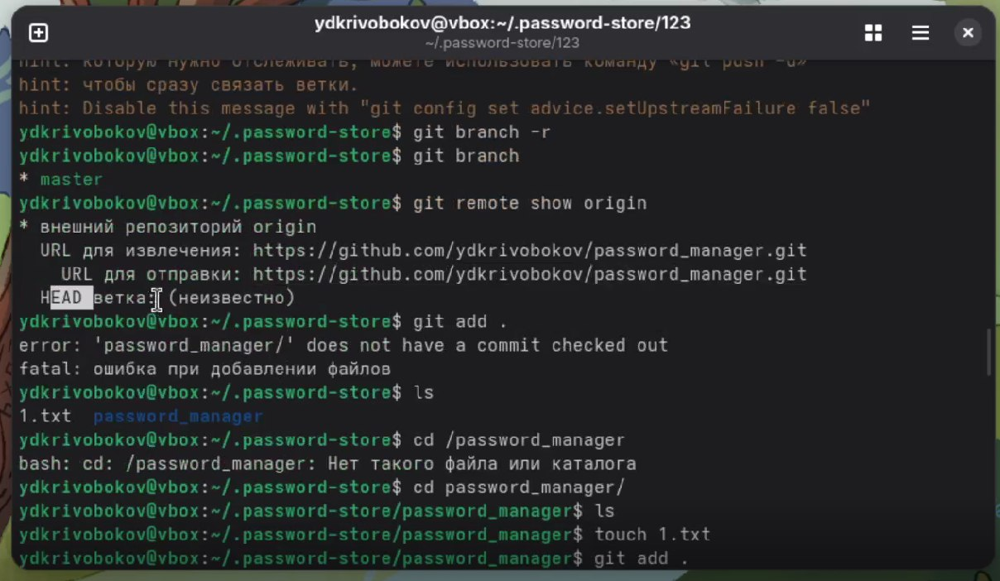 ydkrivobokov@vbox:~/.password-store/123
~/.password-store/123
hint: которую нужно отслеживать, можете использовать команду «git push -u»
hint: чтобы сразу связать ветки.
hint: Disable this message with "git config set advice.setUpstreamFailure false"
ydkrivobokov@vbox:~/.password-store$ git branch -r
ydkrivobokov@vbox:~/.password-store$ git branch
* master
ydkrivobokov@vbox:~/.password-store$ git remote show origin
* внешний репозиторий origin
  URL для извлечения: https://github.com/ydkrivobokov/password_manager.git
    URL для отправки: https://github.com/ydkrivobokov/password_manager.git
  HEAD ветка: (неизвестно)
ydkrivobokov@vbox:~/.password-store$ git add .
error: 'password_manager/' does not have a commit checked out
fatal: ошибка при добавлении файлов
ydkrivobokov@vbox:~/.password-store$ ls
1.txt  password_manager
ydkrivobokov@vbox:~/.password-store$ cd /password_manager
bash: cd: /password_manager: Нет такого файла или каталога
ydkrivobokov@vbox:~/.password-store$ cd password_manager/
ydkrivobokov@vbox:~/.password-store/password_manager$ ls
ydkrivobokov@vbox:~/.password-store/password_manager$ touch 1.txt
ydkrivobokov@vbox:~/.password-store/password_manager$ git add .